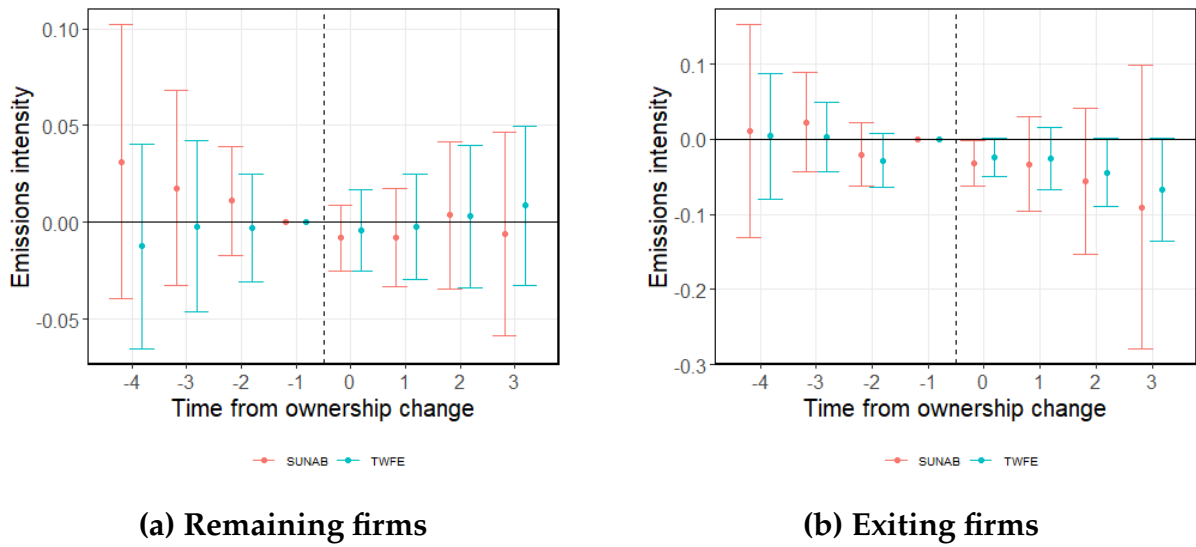 Emissions intensity
0.10
0.05
0.00
-0.05
-4 -3 -2 -1 0 1 2 3
Time from ownership change
SUNAB TWFE
(a) Remaining firms
Emissions intensity
0.1
0.0
-0.1
-0.2
-0.3
-4 -3 -2 -1 0 1 2 3
Time from ownership change
SUNAB TWFE
(b) Exiting firms